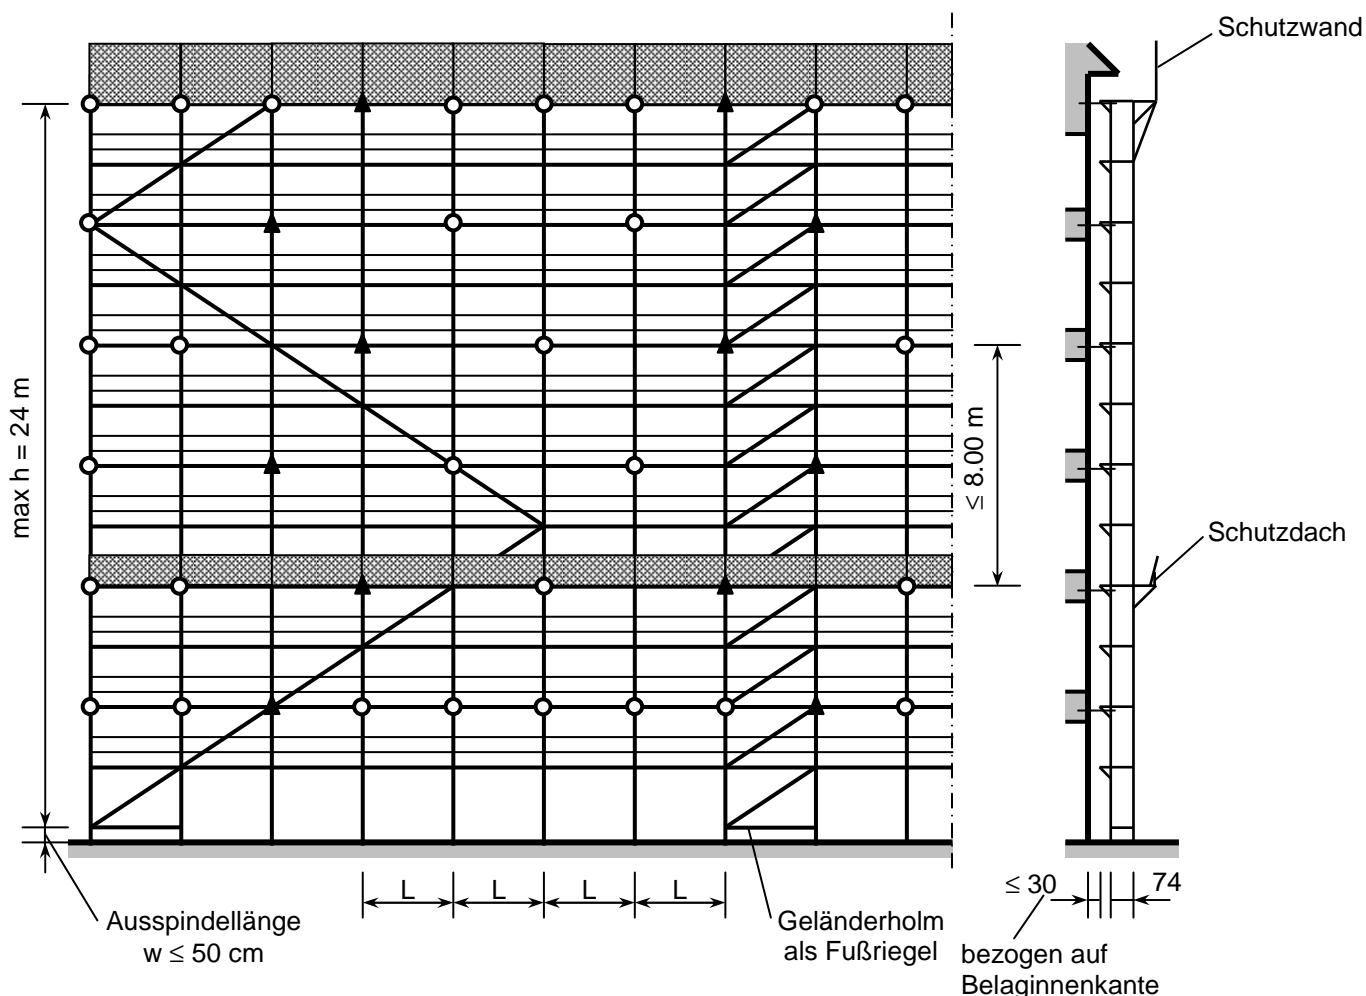 Schutzwand
max h = 24 m
≤ 8.00 m
Schutzdach
L
L
L
L
≤ 30
74
Ausspindellänge
w ≤ 50 cm
Geländerholm
als Fußriegel
bezogen auf
Belaginnenkante